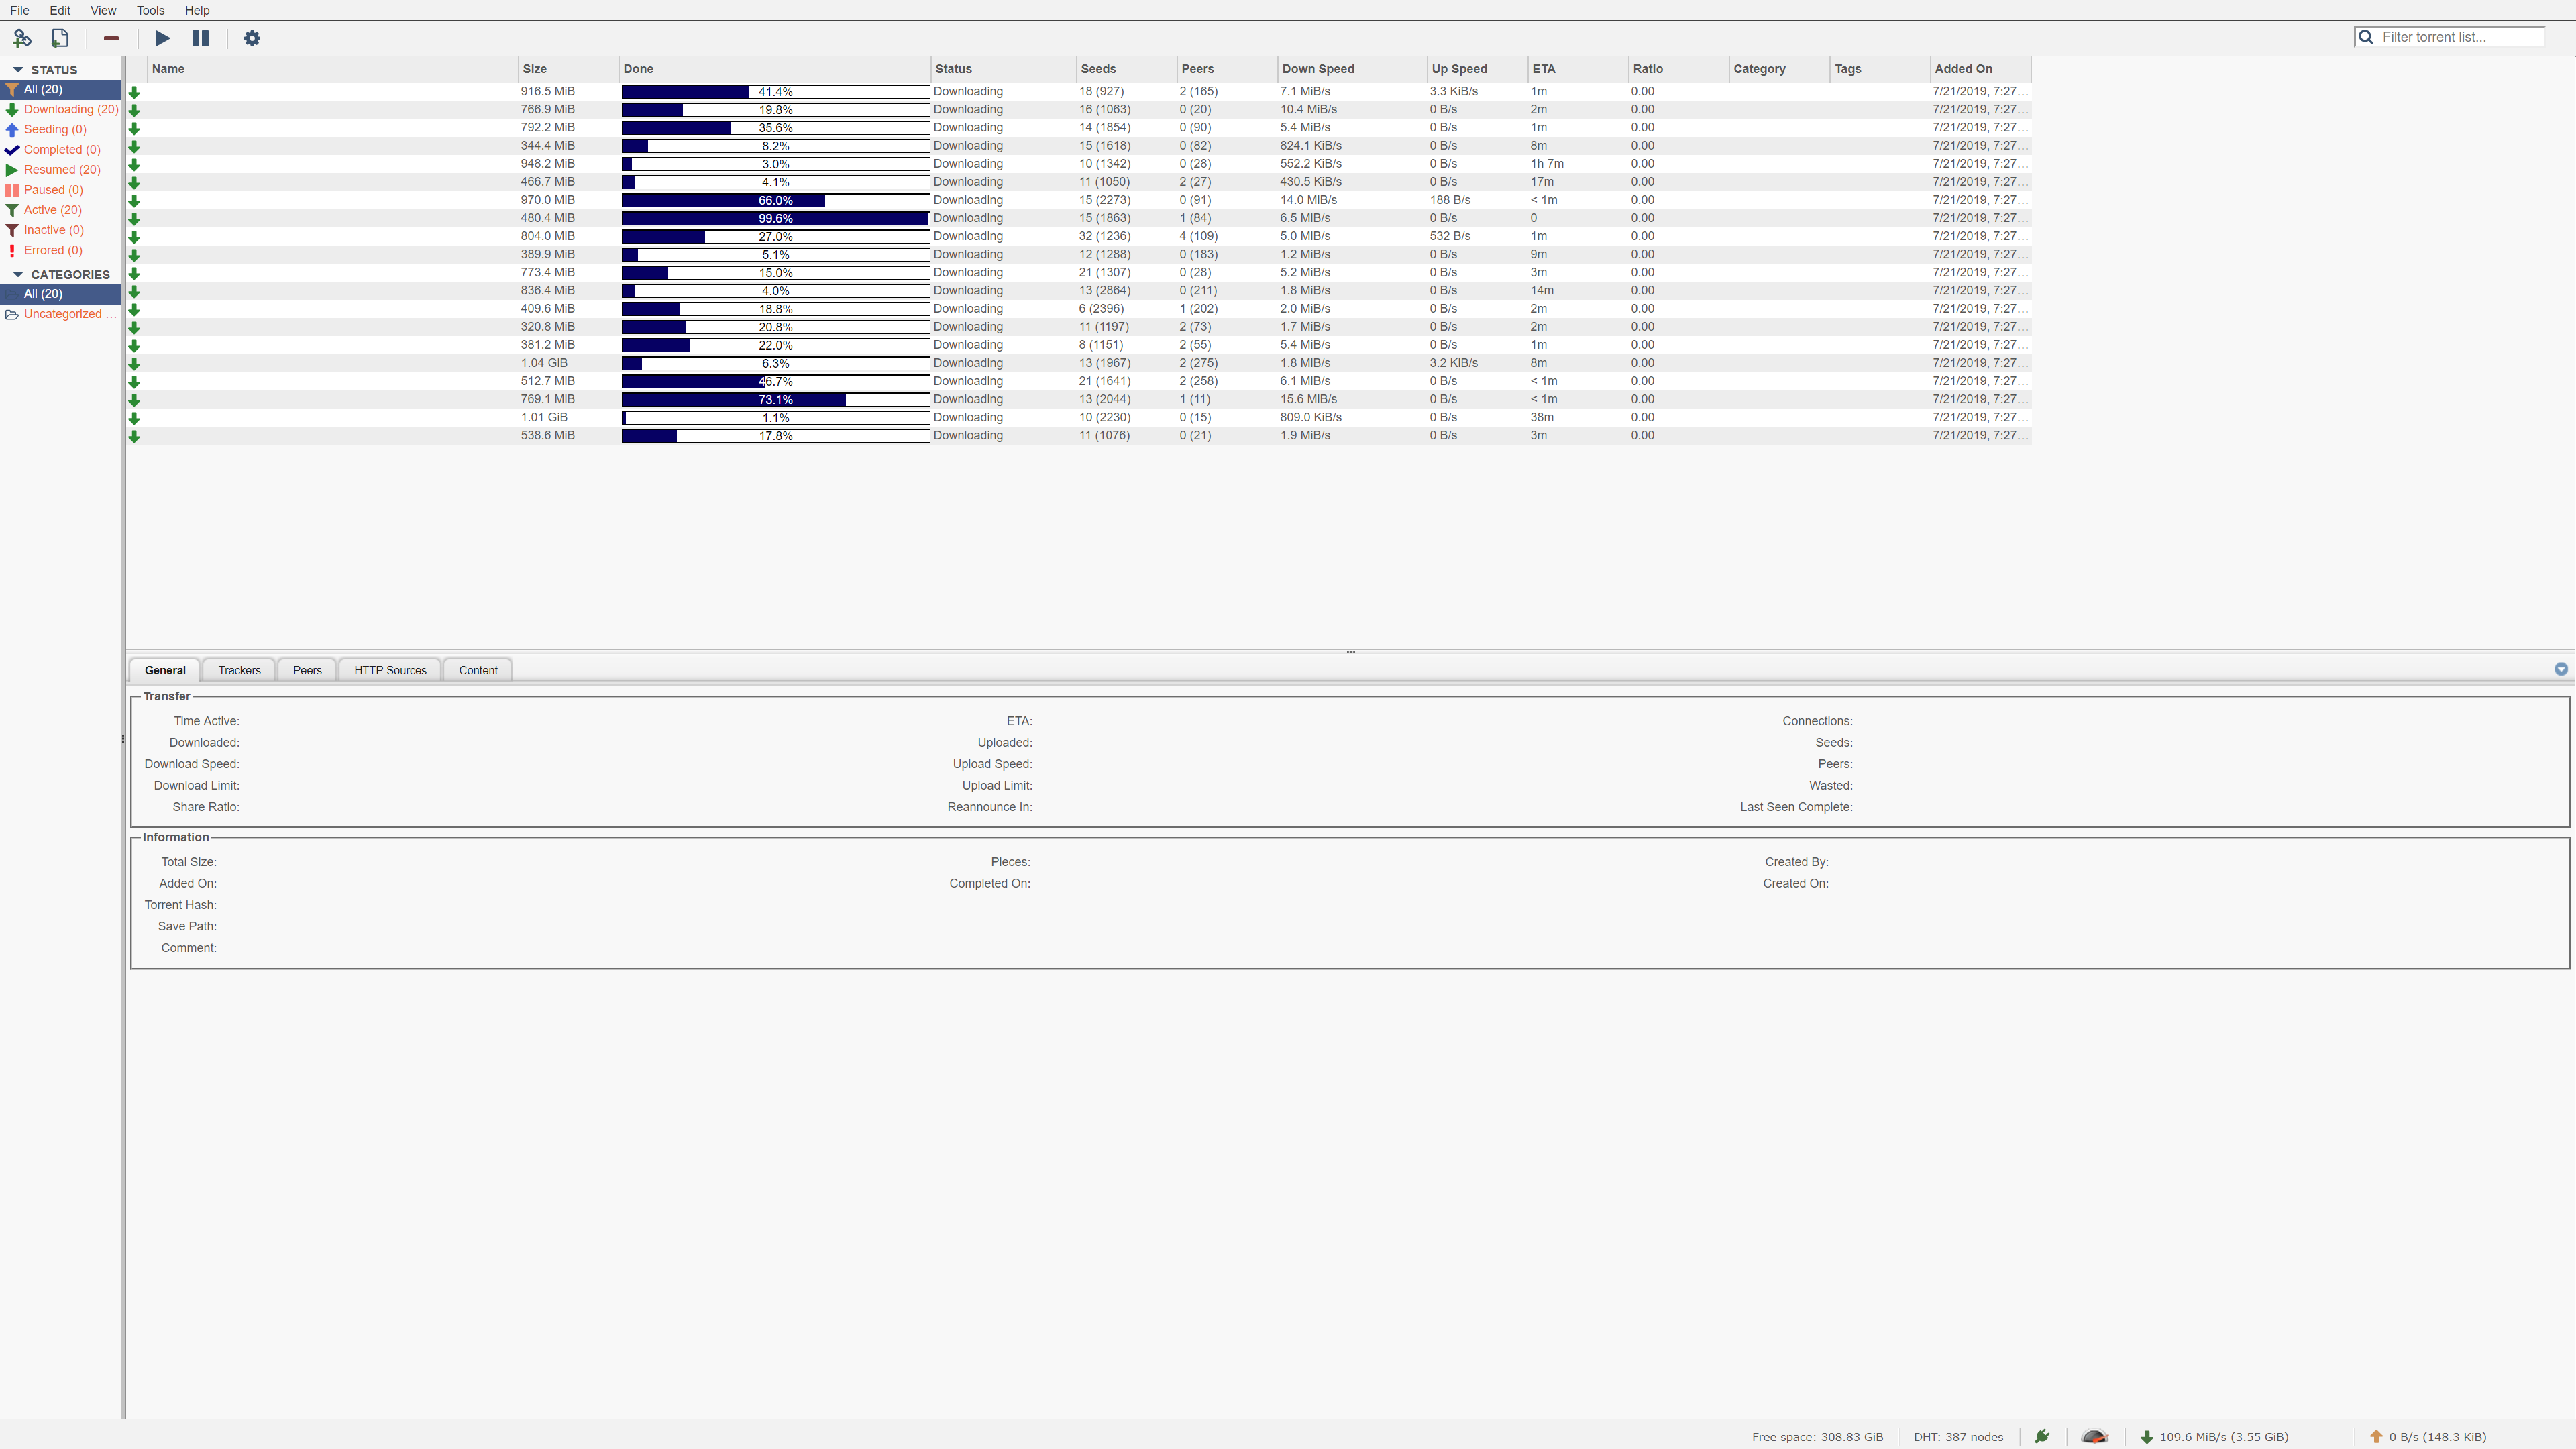 File Edit View Tools Help
Filter torrent list...
STATUS
All (20)
Downloading (20)
Seeding (0)
Completed (0)
Resumed (20)
Paused (0)
Active (20)
Inactive (0)
Errored (0)
CATEGORIES
All (20)
Uncategorized ...
Name Size Done Status Seeds Peers Down Speed Up Speed ETA Ratio Category Tags Added On
916.5 MiB 41.4% Downloading 18 (927) 2 (165) 7.1 MiB/s 3.3 KiB/s 1m 0.00 7/21/2019, 7:27...
766.9 MiB 19.8% Downloading 16 (1063) 0 (20) 10.4 MiB/s 0 B/s 2m 0.00 7/21/2019, 7:27...
792.2 MiB 35.6% Downloading 14 (1854) 0 (90) 5.4 MiB/s 0 B/s 1m 0.00 7/21/2019, 7:27...
344.4 MiB 8.2% Downloading 15 (1618) 0 (82) 824.1 KiB/s 0 B/s 8m 0.00 7/21/2019, 7:27...
948.2 MiB 3.0% Downloading 10 (1342) 0 (28) 552.2 KiB/s 0 B/s 1h 7m 0.00 7/21/2019, 7:27...
466.7 MiB 4.1% Downloading 11 (1050) 2 (27) 430.5 KiB/s 0 B/s 17m 0.00 7/21/2019, 7:27...
970.0 MiB 66.0% Downloading 15 (2273) 0 (91) 14.0 MiB/s 188 B/s < 1m 0.00 7/21/2019, 7:27...
480.4 MiB 99.6% Downloading 15 (1863) 1 (84) 6.5 MiB/s 0 B/s 0 0.00 7/21/2019, 7:27...
804.0 MiB 27.0% Downloading 32 (1236) 4 (109) 5.0 MiB/s 532 B/s 1m 0.00 7/21/2019, 7:27...
389.9 MiB 5.1% Downloading 12 (1288) 0 (183) 1.2 MiB/s 0 B/s 9m 0.00 7/21/2019, 7:27...
773.4 MiB 15.0% Downloading 21 (1307) 0 (28) 5.2 MiB/s 0 B/s 3m 0.00 7/21/2019, 7:27...
836.4 MiB 4.0% Downloading 13 (2864) 0 (211) 1.8 MiB/s 0 B/s 14m 0.00 7/21/2019, 7:27...
409.6 MiB 18.8% Downloading 6 (2396) 1 (202) 2.0 MiB/s 0 B/s 2m 0.00 7/21/2019, 7:27...
320.8 MiB 20.8% Downloading 11 (1197) 2 (73) 1.7 MiB/s 0 B/s 2m 0.00 7/21/2019, 7:27...
381.2 MiB 22.0% Downloading 8 (1151) 2 (55) 5.4 MiB/s 0 B/s 1m 0.00 7/21/2019, 7:27...
1.04 GiB 6.3% Downloading 13 (1967) 2 (275) 1.8 MiB/s 3.2 KiB/s 8m 0.00 7/21/2019, 7:27...
512.7 MiB 46.7% Downloading 21 (1641) 2 (258) 6.1 MiB/s 0 B/s < 1m 0.00 7/21/2019, 7:27...
769.1 MiB 73.1% Downloading 13 (2044) 1 (11) 15.6 MiB/s 0 B/s < 1m 0.00 7/21/2019, 7:27...
1.01 GiB 1.1% Downloading 10 (2230) 0 (15) 809.0 KiB/s 0 B/s 38m 0.00 7/21/2019, 7:27...
538.6 MiB 17.8% Downloading 11 (1076) 0 (21) 1.9 MiB/s 0 B/s 3m 0.00 7/21/2019, 7:27...
General Trackers Peers HTTP Sources Content
Transfer
Time Active: ETA: Connections:
Downloaded: Uploaded: Seeds:
Download Speed: Upload Speed: Peers:
Download Limit: Upload Limit: Wasted:
Share Ratio: Reannounce In: Last Seen Complete:
Information
Total Size: Pieces: Created By:
Added On: Completed On: Created On:
Torrent Hash:
Save Path:
Comment:
Free space: 308.83 GiB DHT: 387 nodes 109.6 MiB/s (3.55 GiB) 0 B/s (148.3 KiB)